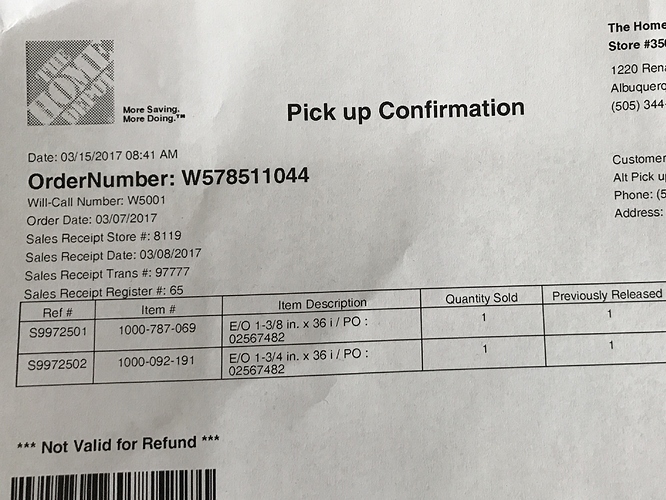 THE HOME DEPOT
More Saving.
More Doing.™
Pick up Confirmation
The Home
Store #35
1220 Rena
Albuquerq
(505) 344-
Date: 03/15/2017 08:41 AM
OrderNumber: W578511044
Will-Call Number: W5001
Order Date: 03/07/2017
Sales Receipt Store #: 8119
Sales Receipt Date: 03/08/2017
Sales Receipt Trans #: 97777
Sales Receipt Register #: 65
Customer
Alt Pick u
Phone: (5
Address:
Ref # Item # Item Description Quantity Sold Previously Released
S9972501 1000-787-069 E/O 1-3/8 in. x 36 i / PO : 1 1
02567482
S9972502 1000-092-191 E/O 1-3/4 in. x 36 i / PO : 1 1
02567482
*** Not Valid for Refund ***